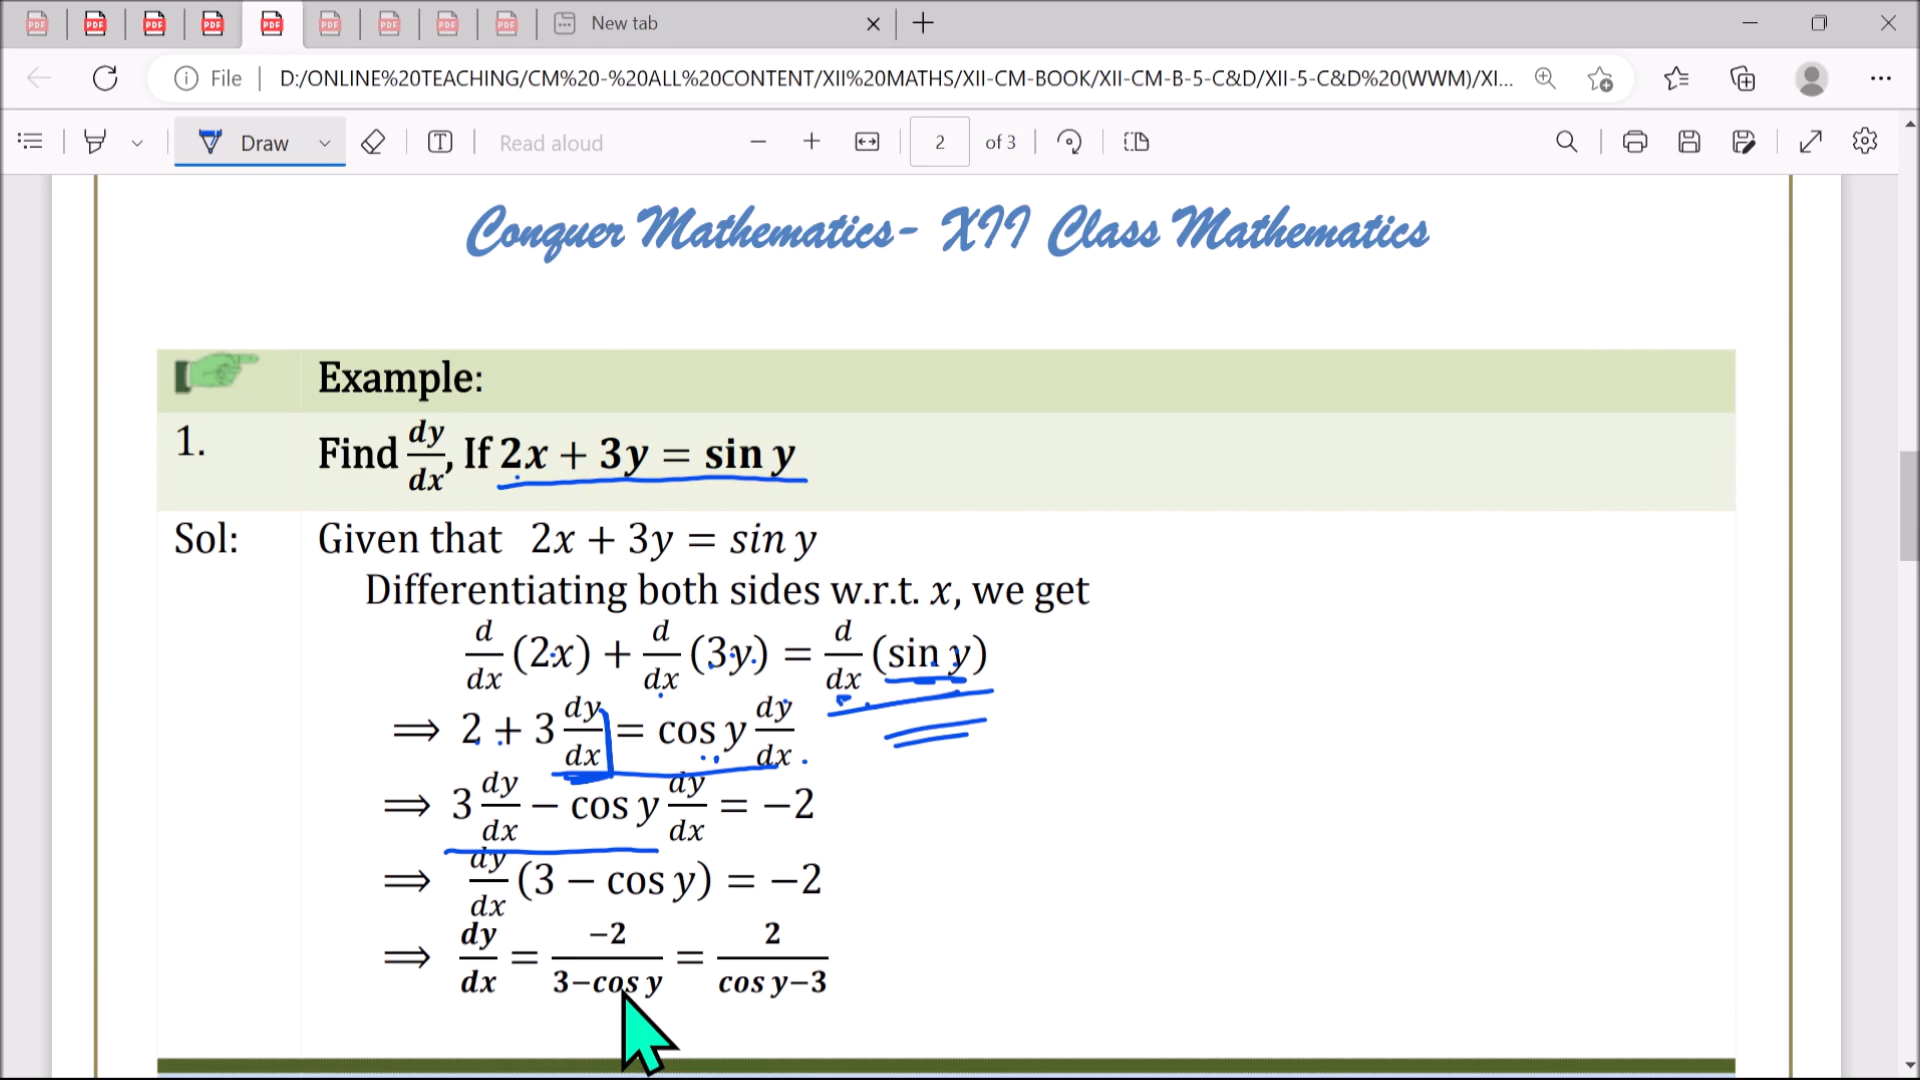 New tab
File D:/ONLINE%20TEACHING/CM%20-%20ALL%20CONTENT/XII%20MATHS/XII-CM-BOOK/XII-CM-B-5-C&D/XII-5-C&D%20(WWM)/XI...
Draw Read aloud 2 of 3
Conquer Mathematics- XII Class Mathematics
Example:
1. Find dy/dx, If 2x + 3y = sin y
Sol: Given that 2x + 3y = sin y
Differentiating both sides w.r.t. x, we get
d/dx (2x) + d/dx (3y) = d/dx (sin y)
⟹ 2 + 3 dy/dx = cos y dy/dx
⟹ 3 dy/dx − cos y dy/dx = −2
⟹ dy/dx (3 − cos y) = −2
⟹ dy/dx = −2/(3−cos y) = 2/(cos y−3)